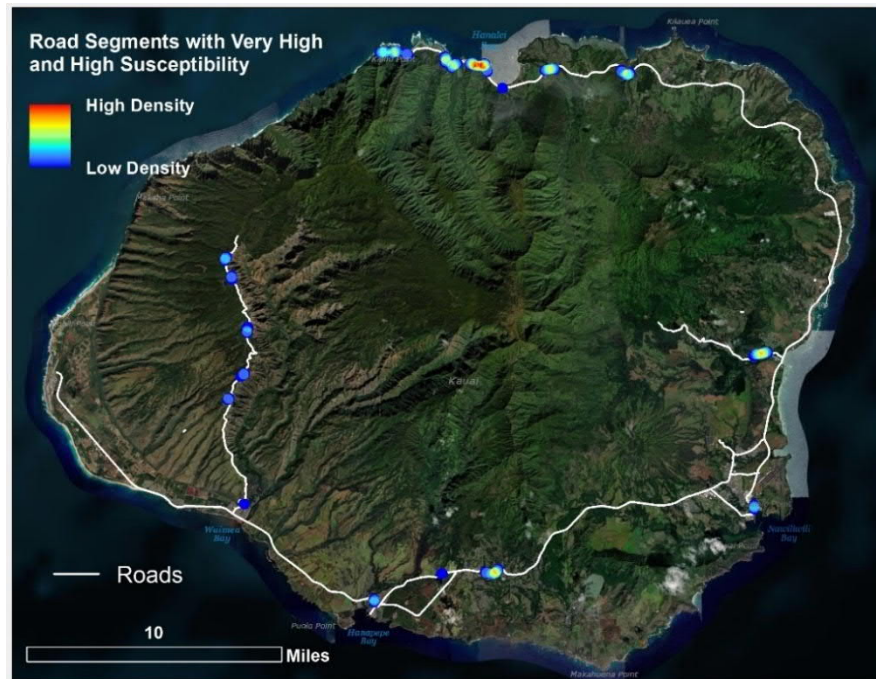 Road Segments with Very High
and High Susceptibility
High Density
Low Density
Hanalei
Kilauea Point
Kauai
Waimea
Bay
Nawiliwili
Bay
Roads
Hanapepe
Bay
Puolo Point
10
Miles
Makahuena Point